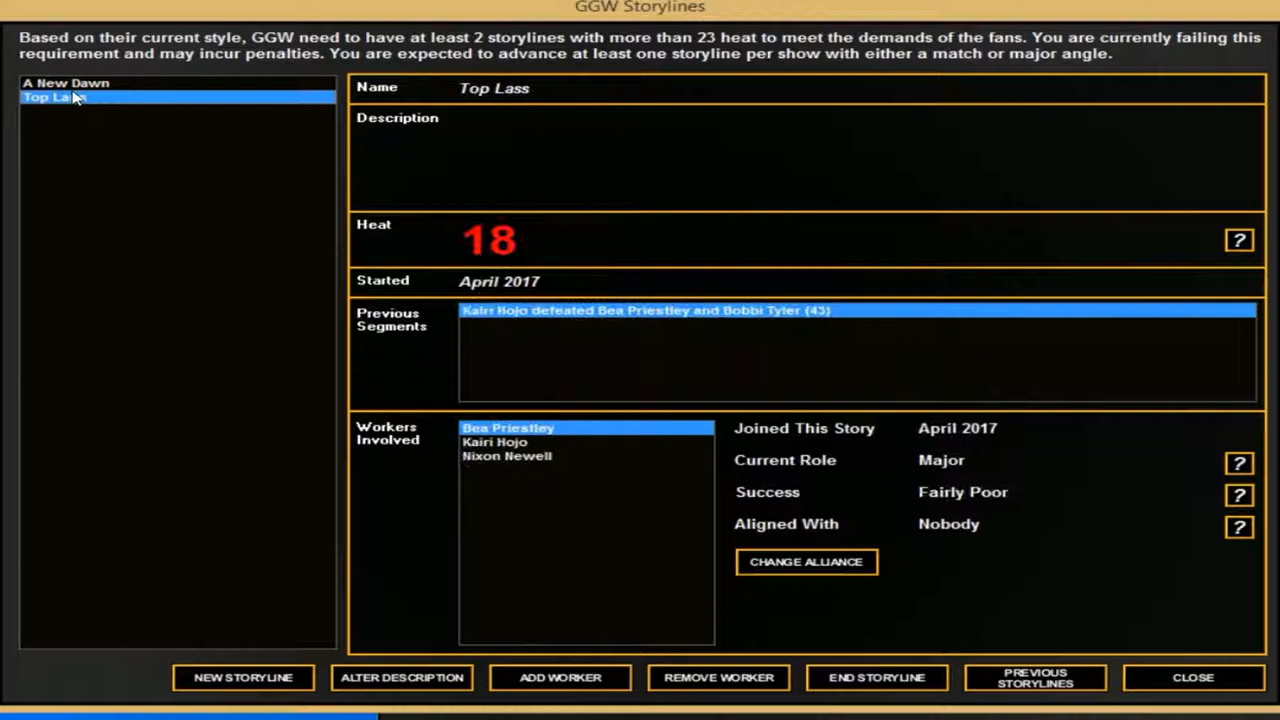 GGW Storylines
Based on their current style, GGW need to have at least 2 storylines with more than 23 heat to meet the demands of the fans. You are currently failing this
requirement and may incur penalties. You are expected to advance at least one storyline per show with either a match or major angle.
A New Dawn
Top Lass
Name Top Lass
Description
Heat 18 ?
Started April 2017
Previous Segments
Kairi Hojo defeated Bea Priestley and Bobbi Tyler (43)
Workers Involved
Bea Priestley
Kairi Hojo
Nixon Newell
Joined This Story April 2017
Current Role Major ?
Success Fairly Poor ?
Aligned With Nobody ?
CHANGE ALLIANCE
NEW STORYLINE
ALTER DESCRIPTION
ADD WORKER
REMOVE WORKER
END STORYLINE
PREVIOUS
STORYLINES
CLOSE